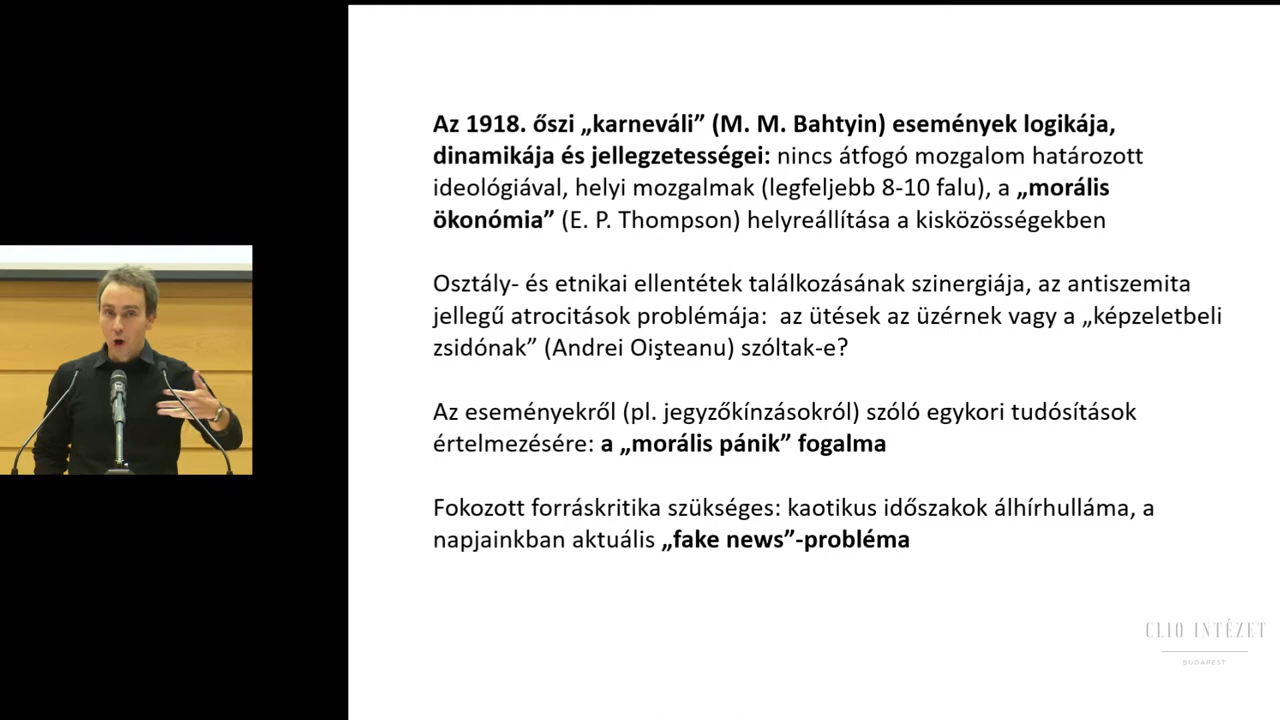 Az 1918. őszi „karneváli” (M. M. Bahtyin) események logikája,
dinamikája és jellegzetességei: nincs átfogó mozgalom határozott
ideológiával, helyi mozgalmak (legfeljebb 8-10 falu), a „morális
ökonómia” (E. P. Thompson) helyreállítása a kisközösségekben
Osztály- és etnikai ellentétek találkozásának szinergiája, az antiszemita
jellegű atrocitások problémája:  az ütések az üzérnek vagy a „képzeletbeli
zsidónak” (Andrei Oişteanu) szóltak-e?
Az eseményekről (pl. jegyzőkínzásokról) szóló egykori tudósítások
értelmezésére: a „morális pánik” fogalma
Fokozott forráskritika szükséges: kaotikus időszakok álhírhulláma, a
napjainkban aktuális „fake news”-probléma
CLIO INTÉZET
BUDAPEST